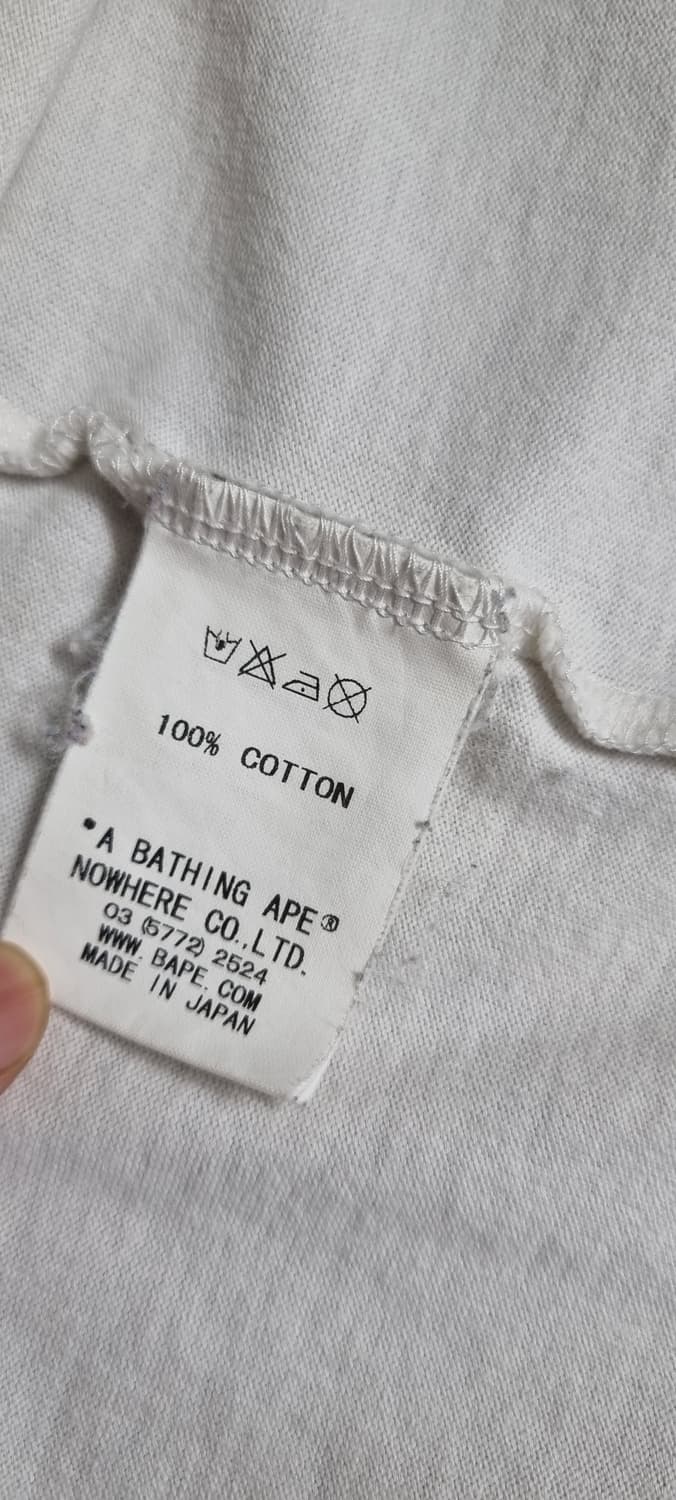 100% COTTON
•A BATHING APE®
NOWHERE CO.,LTD.
03 (5772) 2524
WWW. BAPE. COM
MADE IN JAPAN